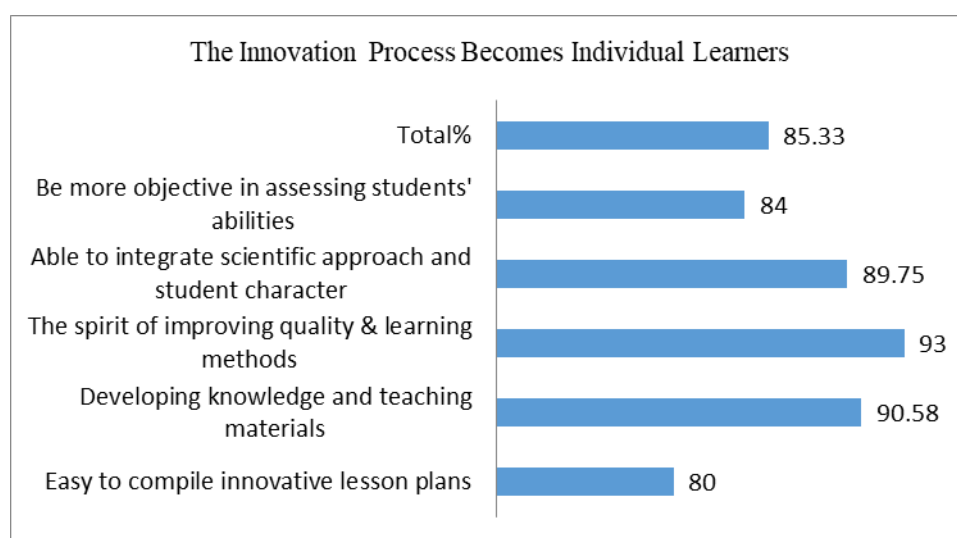 The Innovation Process Becomes Individual Learners
Total%
85.33
Be more objective in assessing students'
abilities
84
Able to integrate scientific approach and
student character
89.75
The spirit of improving quality & learning
methods
93
Developing knowledge and teaching
materials
90.58
Easy to compile innovative lesson plans
80